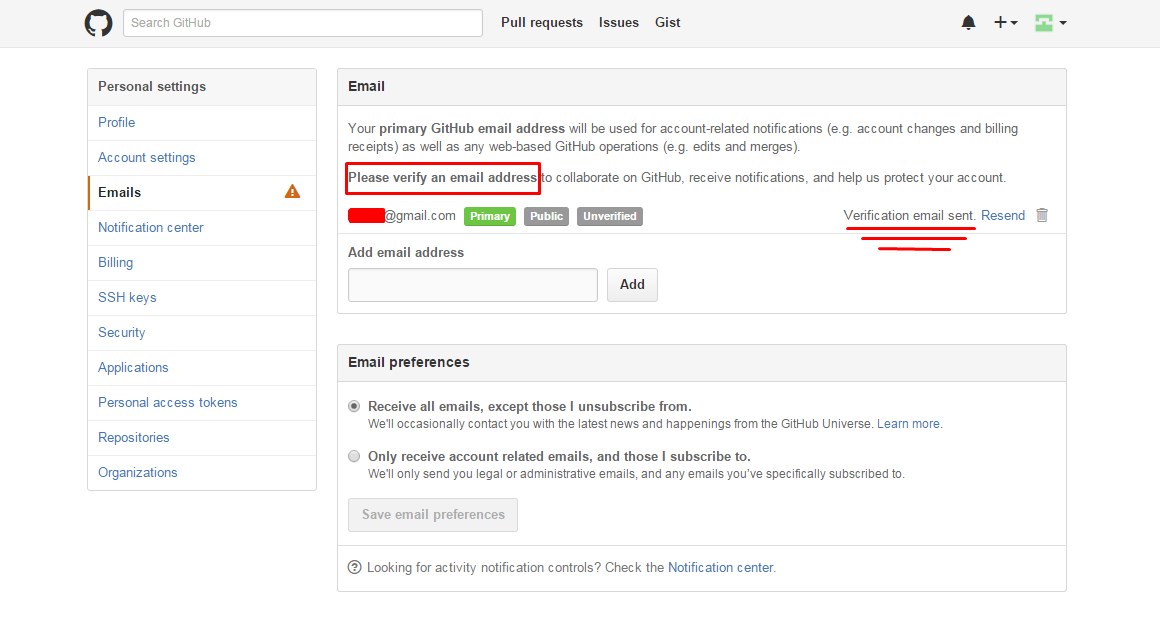 Search GitHub Pull requests Issues Gist
Personal settings
Profile
Account settings
Emails
Notification center
Billing
SSH keys
Security
Applications
Personal access tokens
Repositories
Organizations
Email
Your primary GitHub email address will be used for account-related notifications (e.g. account changes and billing
receipts) as well as any web-based GitHub operations (e.g. edits and merges).
Please verify an email address to collaborate on GitHub, receive notifications, and help us protect your account.
@gmail.com Primary Public Unverified Verification email sent. Resend
Add email address
Add
Email preferences
Receive all emails, except those I unsubscribe from.
We'll occasionally contact you with the latest news and happenings from the GitHub Universe. Learn more.
Only receive account related emails, and those I subscribe to.
We'll only send you legal or administrative emails, and any emails you've specifically subscribed to.
Save email preferences
Looking for activity notification controls? Check the Notification center.